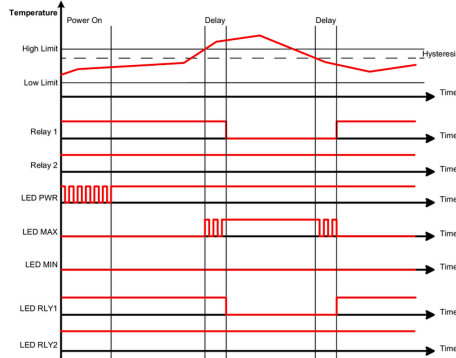 Temperature
Power On
Delay
Delay
High Limit
Hysteresi
Low Limit
Time
Relay 1
Time
Relay 2
Time
LED PWR
Time
LED MAX
Time
LED MIN
Time
LED RLY1
Time
LED RLY2
Time